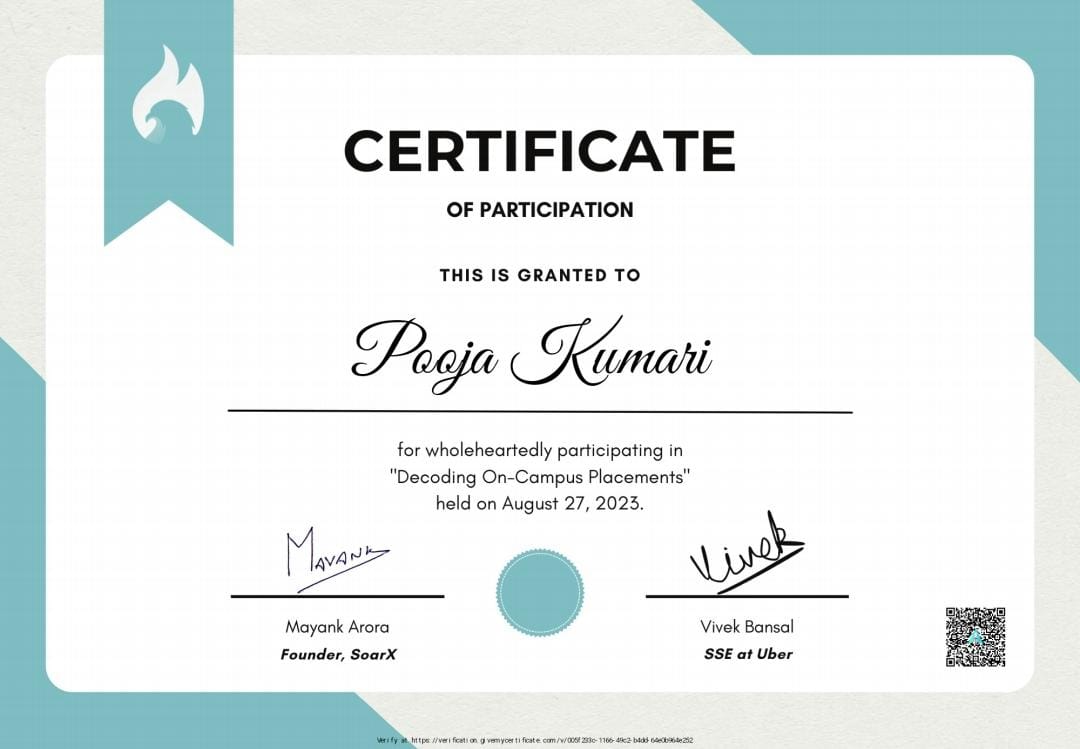 CERTIFICATE
OF PARTICIPATION
THIS IS GRANTED TO
Pooja Kumari
for wholeheartedly participating in
"Decoding On-Campus Placements"
held on August 27, 2023.
Mayank
Vivek
Mayank Arora
Vivek Bansal
Founder, SoarX
SSE at Uber
Verify at https://verification.givemycertificate.com/v/005f233c-1166-49c2-b4dd-64e0b964e252